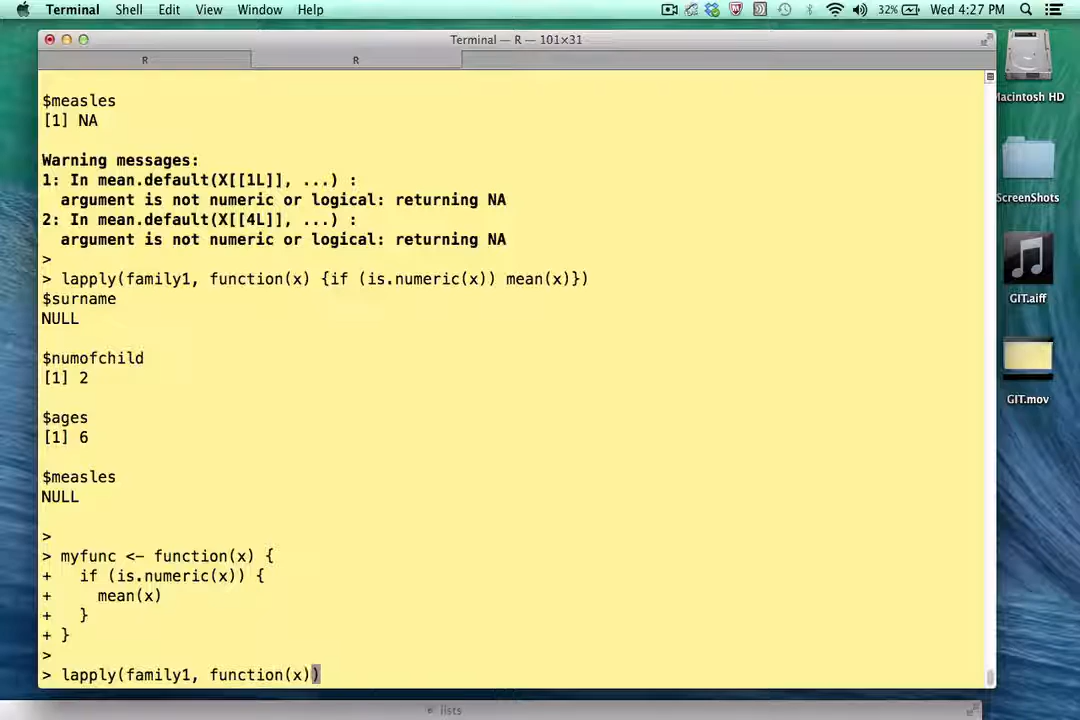 Terminal Shell Edit View Window Help 32% Wed 4:27 PM
Terminal — R — 101×31
R R
$measles
[1] NA
Warning messages:
1: In mean.default(X[[1L]], ...) :
argument is not numeric or logical: returning NA
2: In mean.default(X[[4L]], ...) :
argument is not numeric or logical: returning NA
>
> lapply(family1, function(x) {if (is.numeric(x)) mean(x)})
$surname
NULL
$numofchild
[1] 2
$ages
[1] 6
$measles
NULL
>
> myfunc <- function(x) {
+ if (is.numeric(x)) {
+ mean(x)
+ }
+ }
>
> lapply(family1, function(x))
lists
acintosh HD
ScreenShots
GIT.aiff
GIT.mov